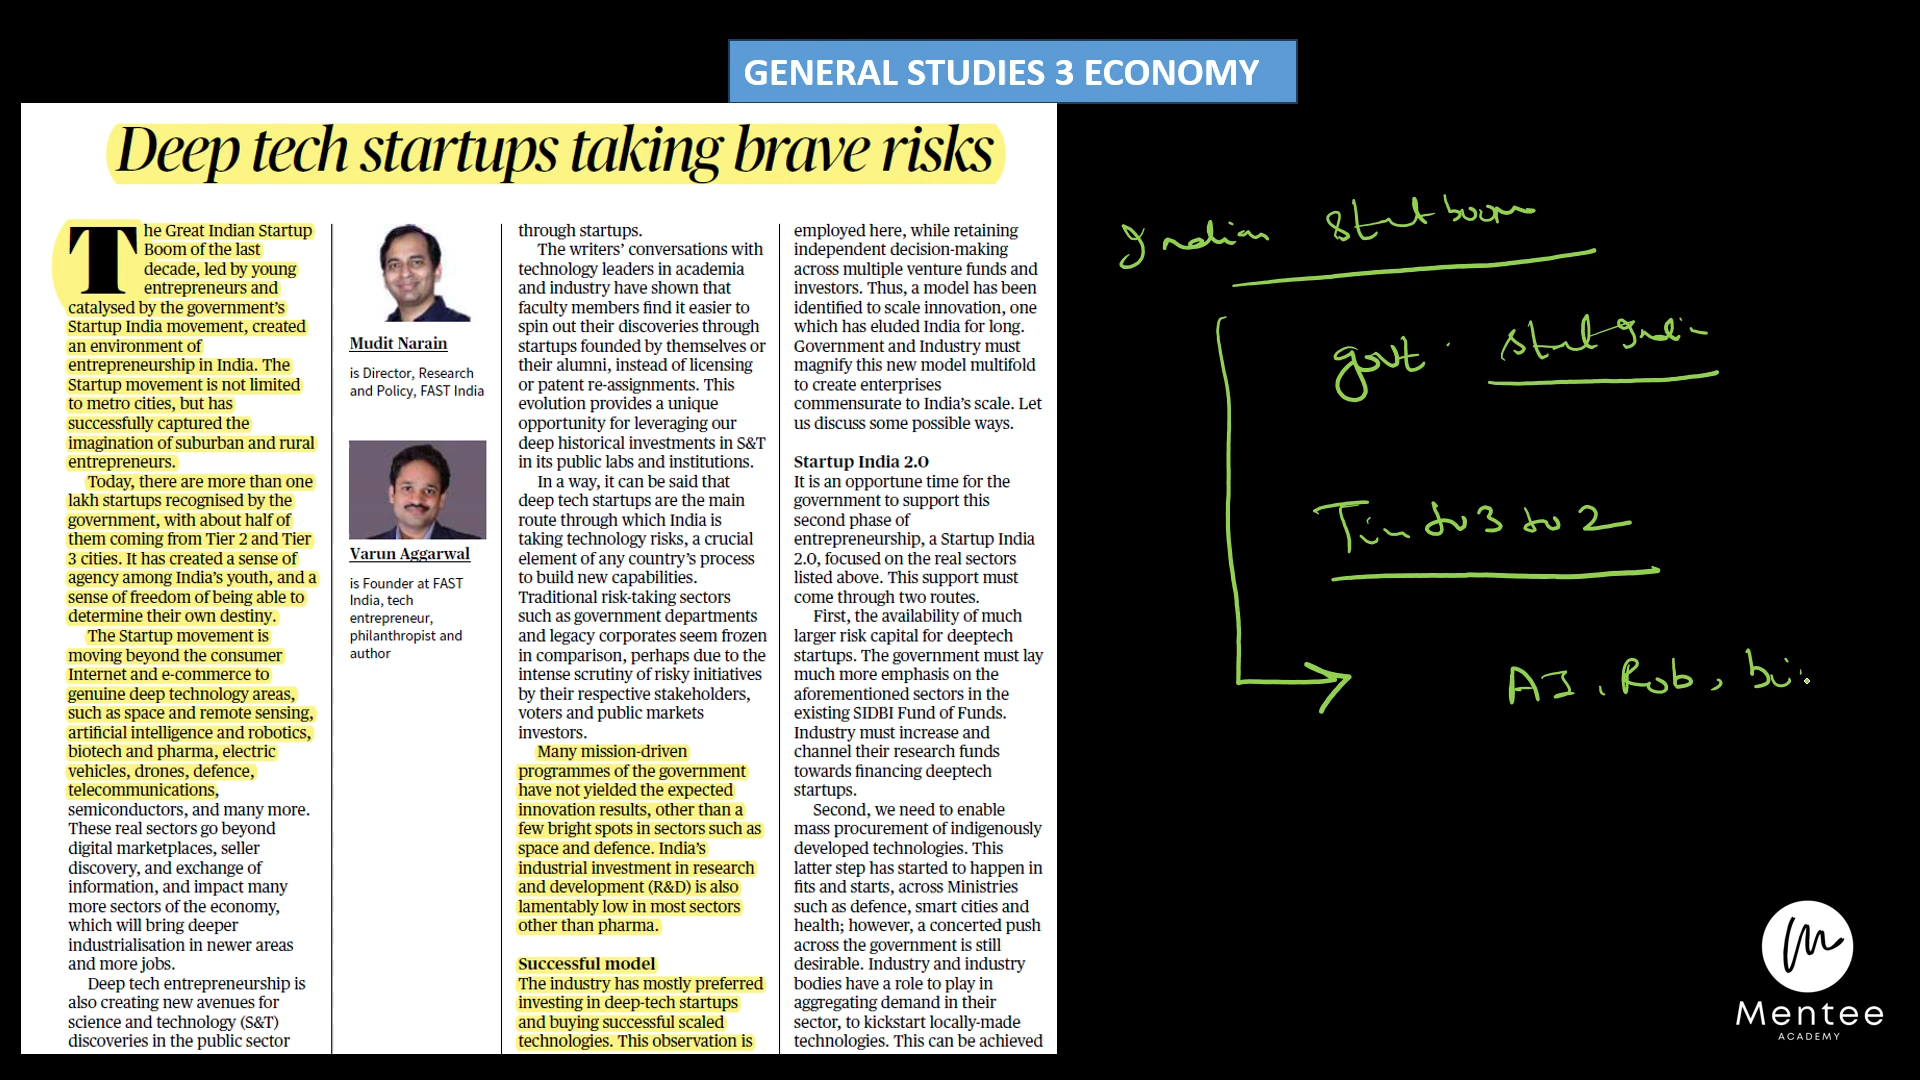 GENERAL STUDIES 3 ECONOMY
Deep tech startups taking brave risks
The Great Indian Startup
Boom of the last
decade, led by young
entrepreneurs and
catalysed by the government's
Startup India movement, created
an environment of
entrepreneurship in India. The
Startup movement is not limited
to metro cities, but has
successfully captured the
imagination of suburban and rural
entrepreneurs.
Today, there are more than one
lakh startups recognised by the
government, with about half of
them coming from Tier 2 and Tier
3 cities. It has created a sense of
agency among India's youth, and a
sense of freedom of being able to
determine their own destiny.
The Startup movement is
moving beyond the consumer
Internet and e-commerce to
genuine deep technology areas,
such as space and remote sensing,
artificial intelligence and robotics,
biotech and pharma, electric
vehicles, drones, defence,
telecommunications,
semiconductors, and many more.
These real sectors go beyond
digital marketplaces, seller
discovery, and exchange of
information, and impact many
more sectors of the economy,
which will bring deeper
industrialisation in newer areas
and more jobs.
Deep tech entrepreneurship is
also creating new avenues for
science and technology (S&T)
discoveries in the public sector
Mudit Narain
is Director, Research
and Policy, FAST India
Varun Aggarwal
is Founder at FAST
India, tech
entrepreneur,
philanthropist and
author
through startups.
The writers' conversations with
technology leaders in academia
and industry have shown that
faculty members find it easier to
spin out their discoveries through
startups founded by themselves or
their alumni, instead of licensing
or patent re-assignments. This
evolution provides a unique
opportunity for leveraging our
deep historical investments in S&T
in its public labs and institutions.
In a way, it can be said that
deep tech startups are the main
route through which India is
taking technology risks, a crucial
element of any country's process
to build new capabilities.
Traditional risk-taking sectors
such as government departments
and legacy corporates seem frozen
in comparison, perhaps due to the
intense scrutiny of risky initiatives
by their respective stakeholders,
voters and public markets
investors.
Many mission-driven
programmes of the government
have not yielded the expected
innovation results, other than a
few bright spots in sectors such as
space and defence. India's
industrial investment in research
and development (R&D) is also
lamentably low in most sectors
other than pharma.
Successful model
The industry has mostly preferred
investing in deep-tech startups
and buying successful scaled
technologies. This observation is
employed here, while retaining
independent decision-making
across multiple venture funds and
investors. Thus, a model has been
identified to scale innovation, one
which has eluded India for long.
Government and Industry must
magnify this new model multifold
to create enterprises
commensurate to India's scale. Let
us discuss some possible ways.
Startup India 2.0
It is an opportune time for the
government to support this
second phase of
entrepreneurship, a Startup India
2.0, focused on the real sectors
listed above. This support must
come through two routes.
First, the availability of much
larger risk capital for deeptech
startups. The government must lay
much more emphasis on the
aforementioned sectors in the
existing SIDBI Fund of Funds.
Industry must increase and
channel their research funds
towards financing deeptech
startups.
Second, we need to enable
mass procurement of indigenously
developed technologies. This
latter step has started to happen in
fits and starts, across Ministries
such as defence, smart cities and
health; however, a concerted push
across the government is still
desirable. Industry and industry
bodies have a role to play in
aggregating demand in their
sector, to kickstart locally-made
technologies. This can be achieved
Indian boom
govt.
3 to 2
AI, Rob,
Mentee
ACADEMY